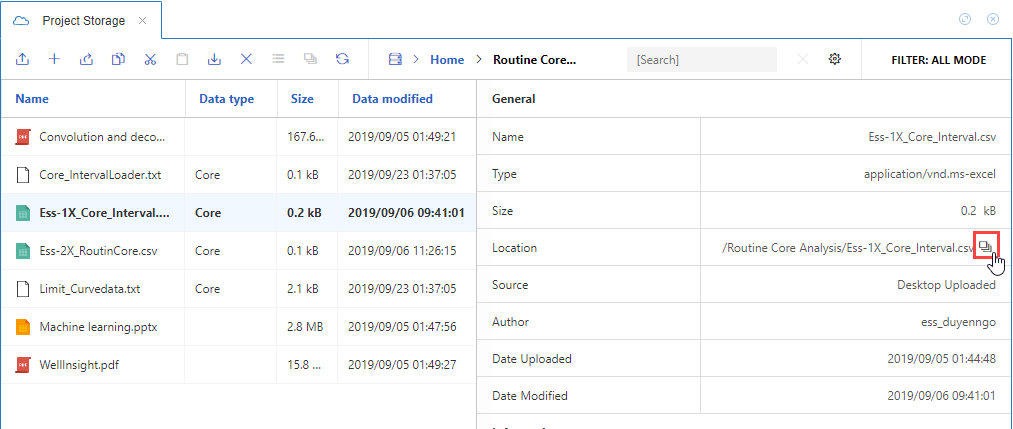 Project Storage
Home Routine Core... [Search] FILTER: ALL MODE
Name Data type Size Data modified
Convolution and deco... 167.6... 2019/09/05 01:49:21
Core_IntervalLoader.txt Core 0.1 kB 2019/09/23 01:37:05
Ess-1X_Core_Interval.... Core 0.2 kB 2019/09/06 09:41:01
Ess-2X_RoutinCore.csv Core 0.1 kB 2019/09/06 11:26:15
Limit_Curvedata.txt Core 2.1 kB 2019/09/23 01:37:05
Machine learning.pptx 2.8 MB 2019/09/05 01:47:56
WellInsight.pdf 15.8 ... 2019/09/05 01:49:27
General
Name Ess-1X_Core_Interval.csv
Type application/vnd.ms-excel
Size 0.2 kB
Location /Routine Core Analysis/Ess-1X_Core_Interval.csv
Source Desktop Uploaded
Author ess_duyenngo
Date Uploaded 2019/09/05 01:44:48
Date Modified 2019/09/06 09:41:01